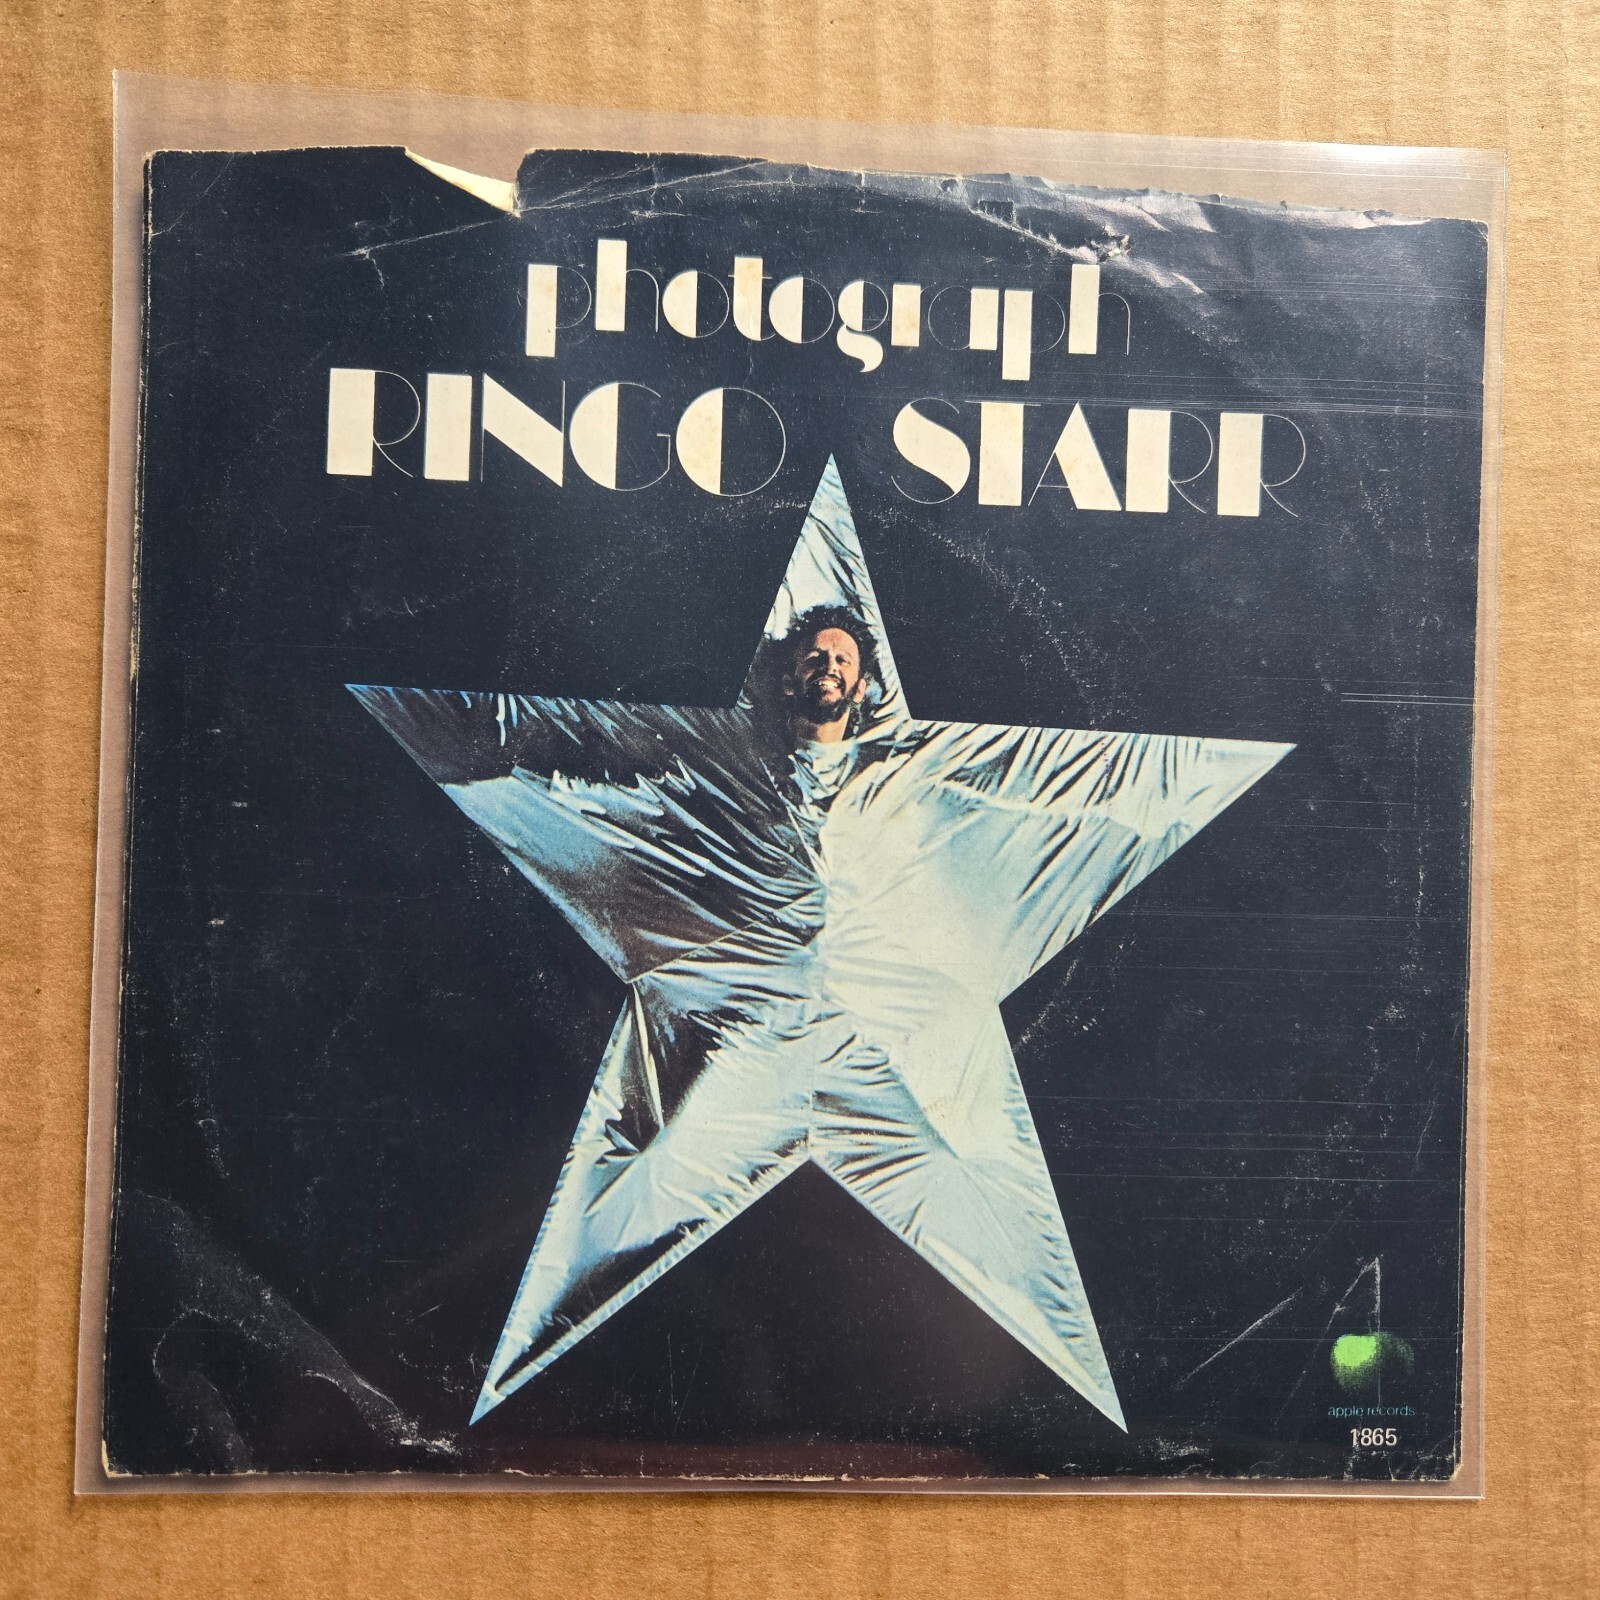 photograph
RINGO STARR
apple records
1865